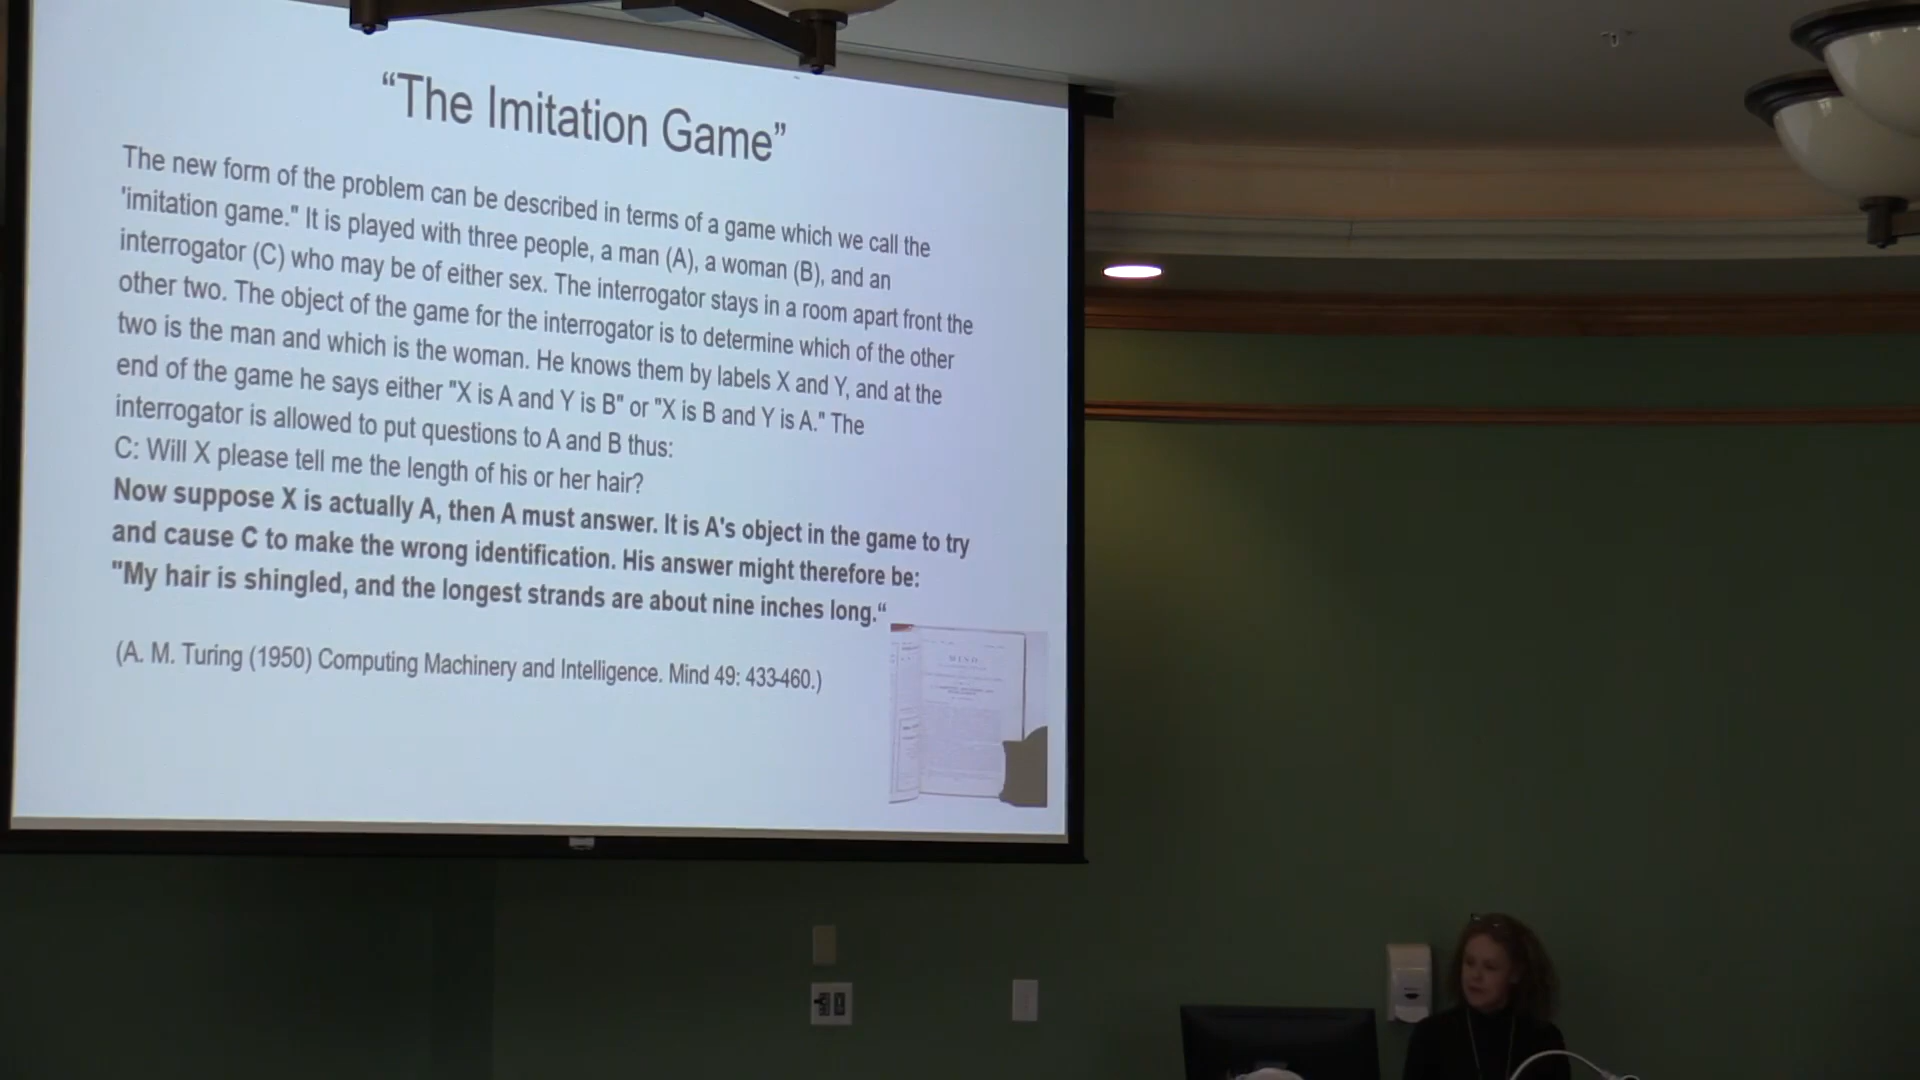 “The Imitation Game”
The new form of the problem can be described in terms of a game which we call the
'imitation game." It is played with three people, a man (A), a woman (B), and an
interrogator (C) who may be of either sex. The interrogator stays in a room apart front the
other two. The object of the game for the interrogator is to determine which of the other
two is the man and which is the woman. He knows them by labels X and Y, and at the
end of the game he says either "X is A and Y is B" or "X is B and Y is A." The
interrogator is allowed to put questions to A and B thus:
C: Will X please tell me the length of his or her hair?
Now suppose X is actually A, then A must answer. It is A's object in the game to try
and cause C to make the wrong identification. His answer might therefore be:
"My hair is shingled, and the longest strands are about nine inches long.“
(A. M. Turing (1950) Computing Machinery and Intelligence. Mind 49: 433-460.)
MIND